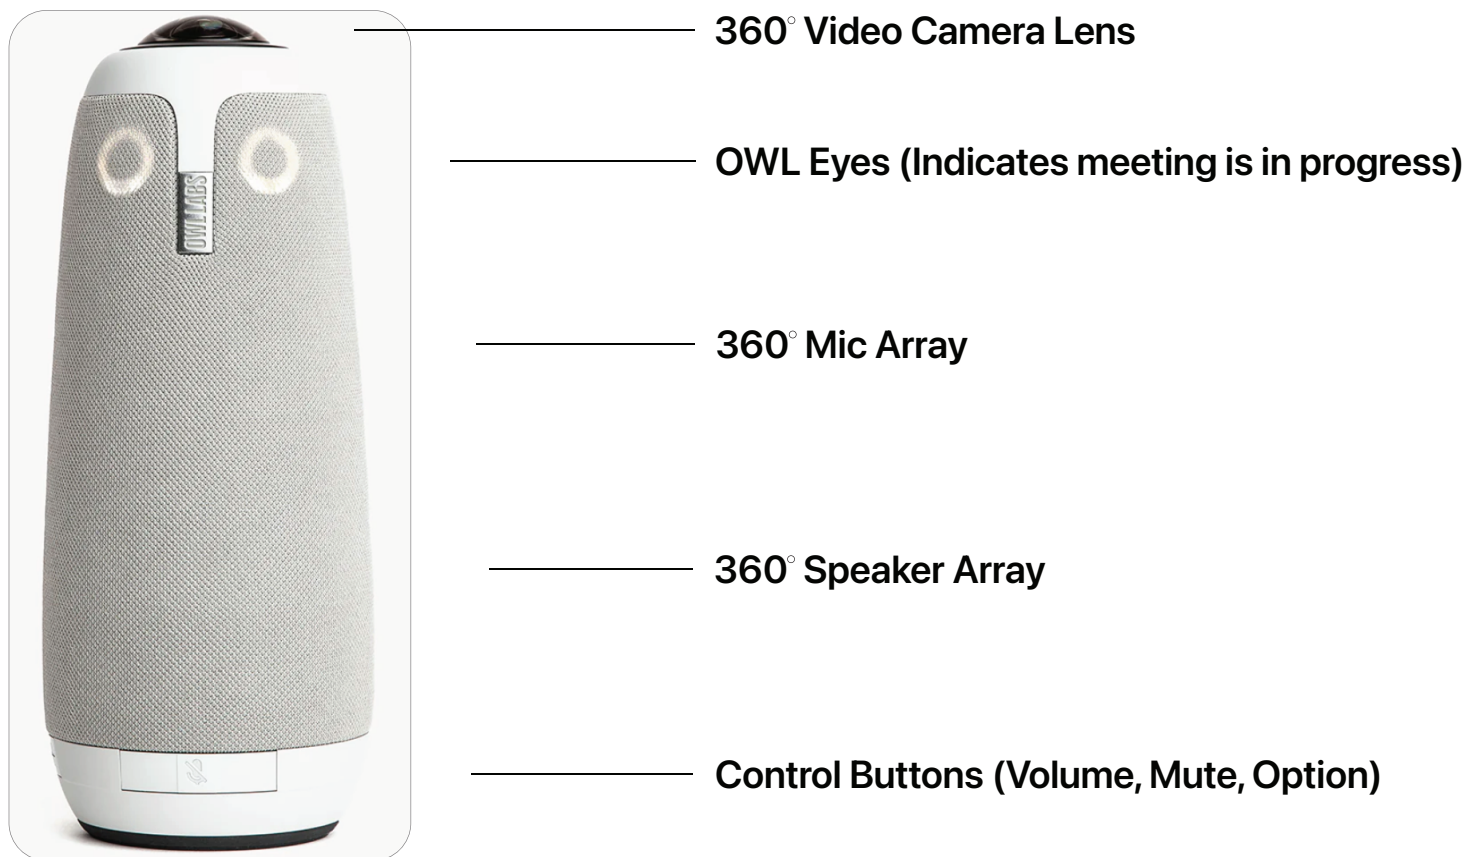 360° Video Camera Lens
OWL Eyes (Indicates meeting is in progress)
OWLLABS
360° Mic Array
360° Speaker Array
Control Buttons (Volume, Mute, Option)